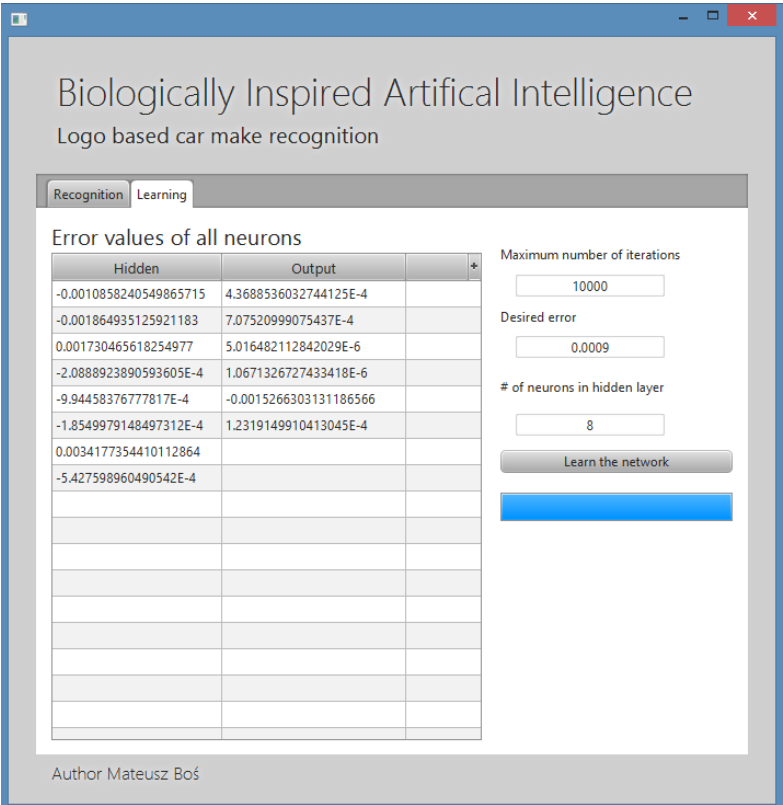 Biologically Inspired Artifical Intelligence
Logo based car make recognition
Recognition Learning
Error values of all neurons
Hidden Output +
-0.0010858240549865715 4.3688536032744125E-4
-0.001864935125921183 7.07520999075437E-4
0.001730465618254977 5.016482112842029E-6
-2.0888923890593605E-4 1.0671326727433418E-6
-9.94458376777817E-4 -0.0015266303131186566
-1.8549979148497312E-4 1.2319149910413045E-4
0.0034177354410112864
-5.427598960490542E-4
Maximum number of iterations
10000
Desired error
0.0009
# of neurons in hidden layer
8
Learn the network
Author Mateusz Boś